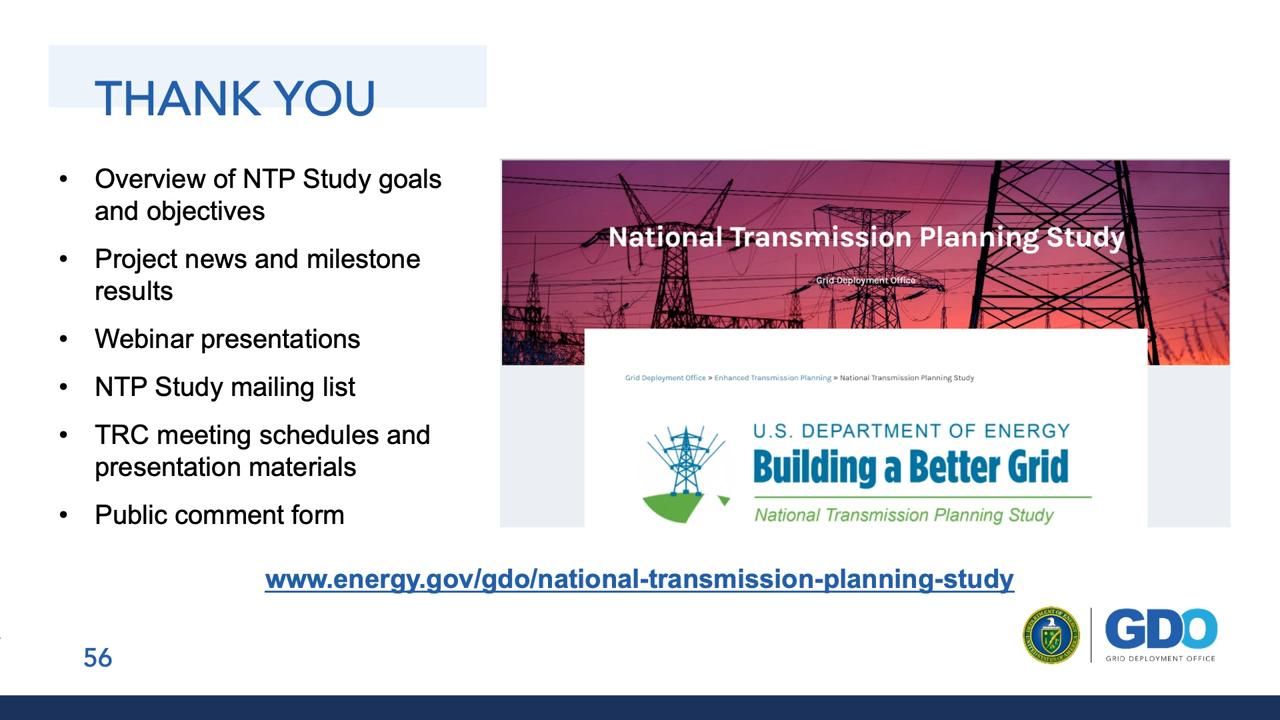 THANK YOU
• Overview of NTP Study goals
and objectives
• Project news and milestone
results
• Webinar presentations
• NTP Study mailing list
• TRC meeting schedules and
presentation materials
• Public comment form
National Transmission Planning Study
Grid Deployment Office
Grid Deployment Office » Enhanced Transmission Planning » National Transmission Planning Study
U.S. DEPARTMENT OF ENERGY
Building a Better Grid
National Transmission Planning Study
www.energy.gov/gdo/national-transmission-planning-study
56
GDO
GRID DEPLOYMENT OFFICE